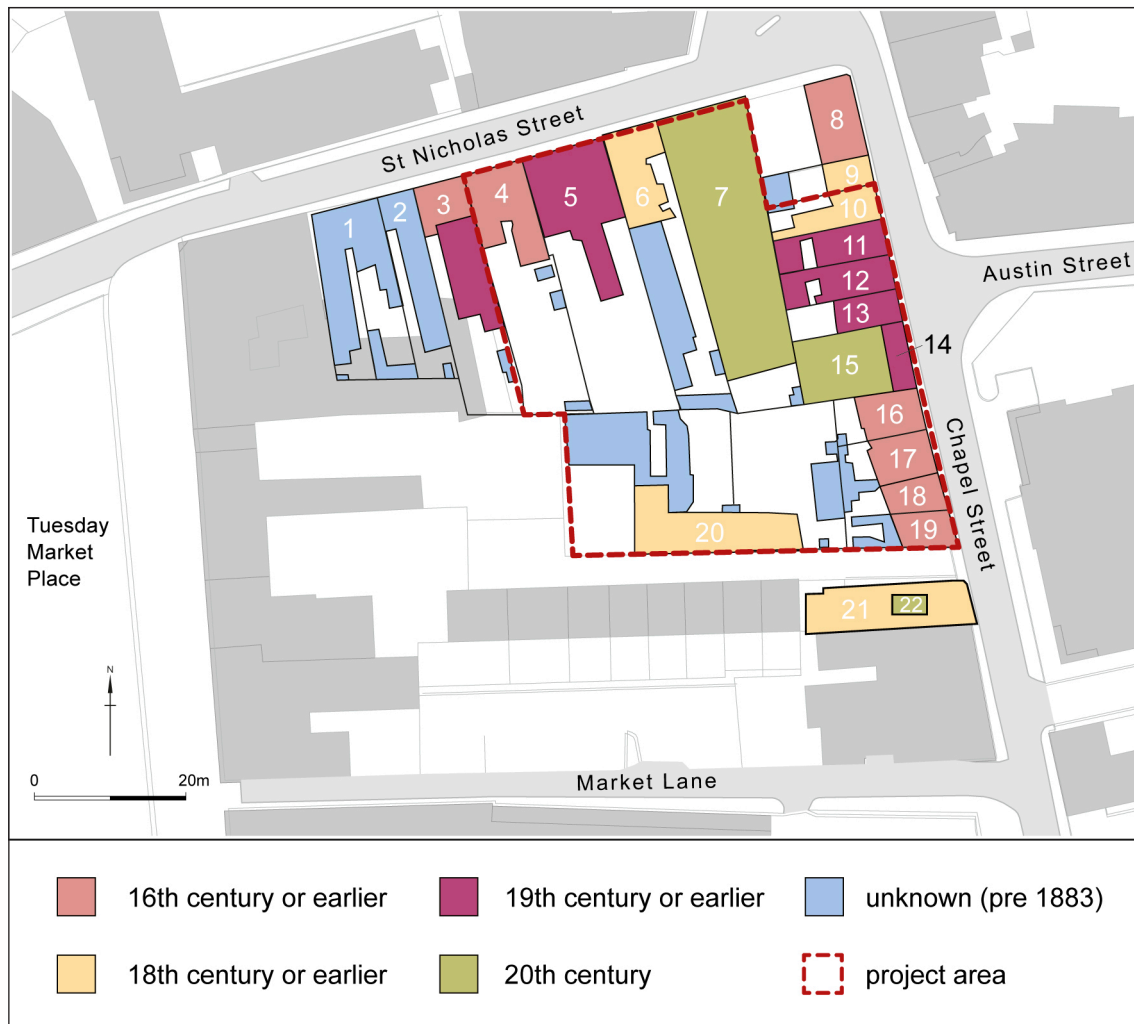 St Nicholas Street
8
7
6
5
4
3
9
2
1
10
11
12
Austin Street
13
14
15
16
Chapel Street
17
18
19
20
Tuesday
Market
Place
21
22
N
0
20m
Market Lane
16th century or earlier
19th century or earlier
unknown (pre 1883)
18th century or earlier
20th century
project area